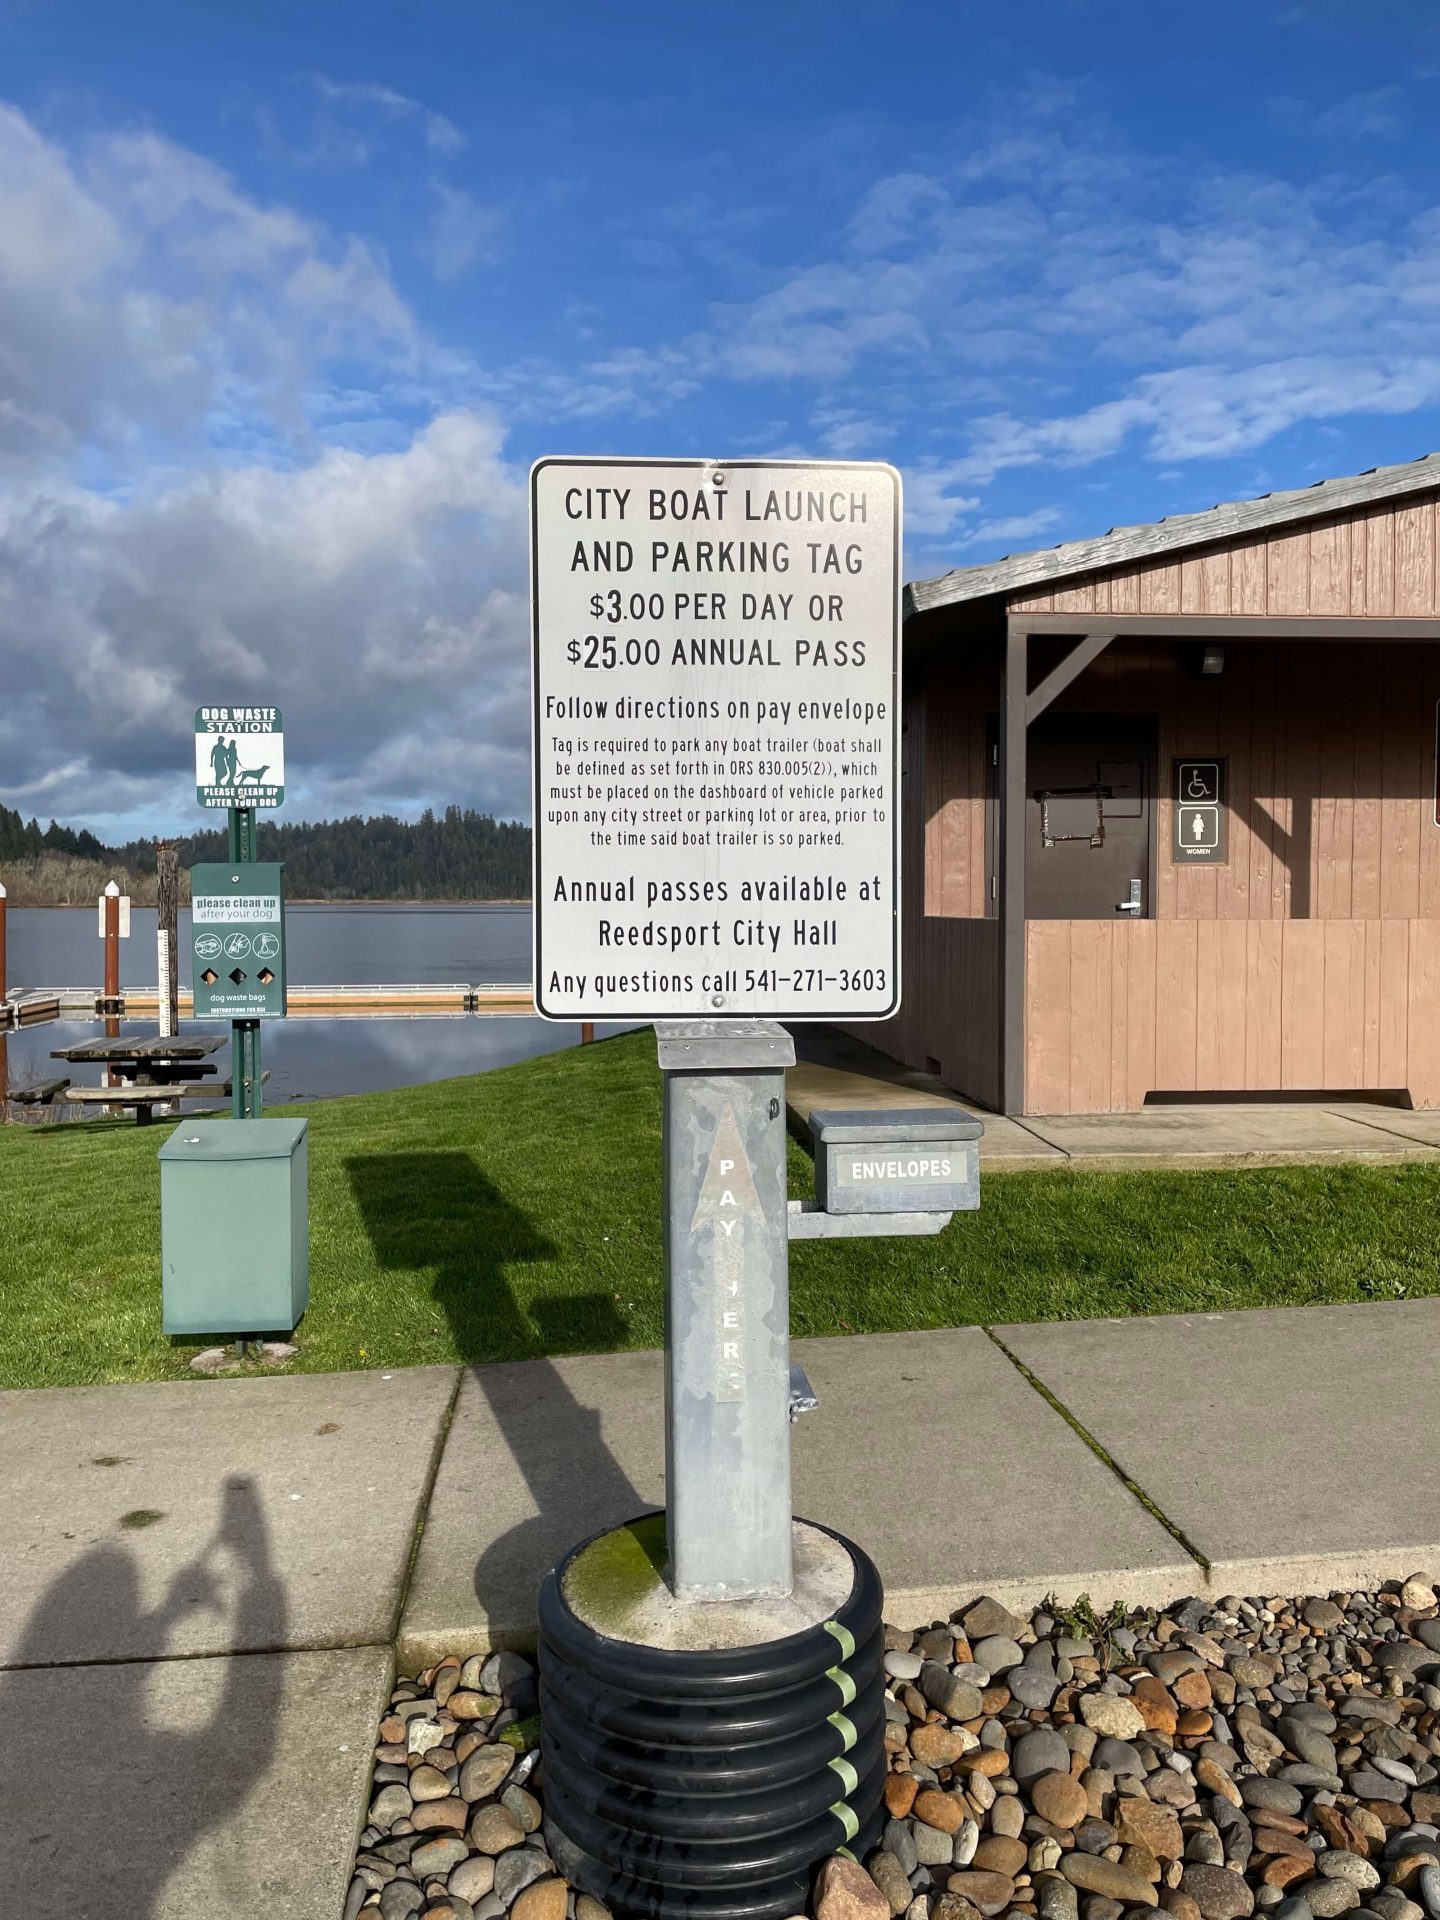 CITY BOAT LAUNCH
AND PARKING TAG
$3.00 PER DAY OR
$25.00 ANNUAL PASS
Follow directions on pay envelope
Tag is required to park any boat trailer (boat shall
be defined as set forth in ORS 830.005(2)), which
must be placed on the dashboard of vehicle parked
upon any city street or parking lot or area, prior to
the time said boat trailer is so parked.
Annual passes available at
Reedsport City Hall
Any questions call 541-271-3603
PAY HERE
ENVELOPES
DOG WASTE
STATION
PLEASE CLEAN UP
AFTER YOUR DOG
please clean up
after your dog
dog waste bags
INSTRUCTIONS FOR USE
WOMEN